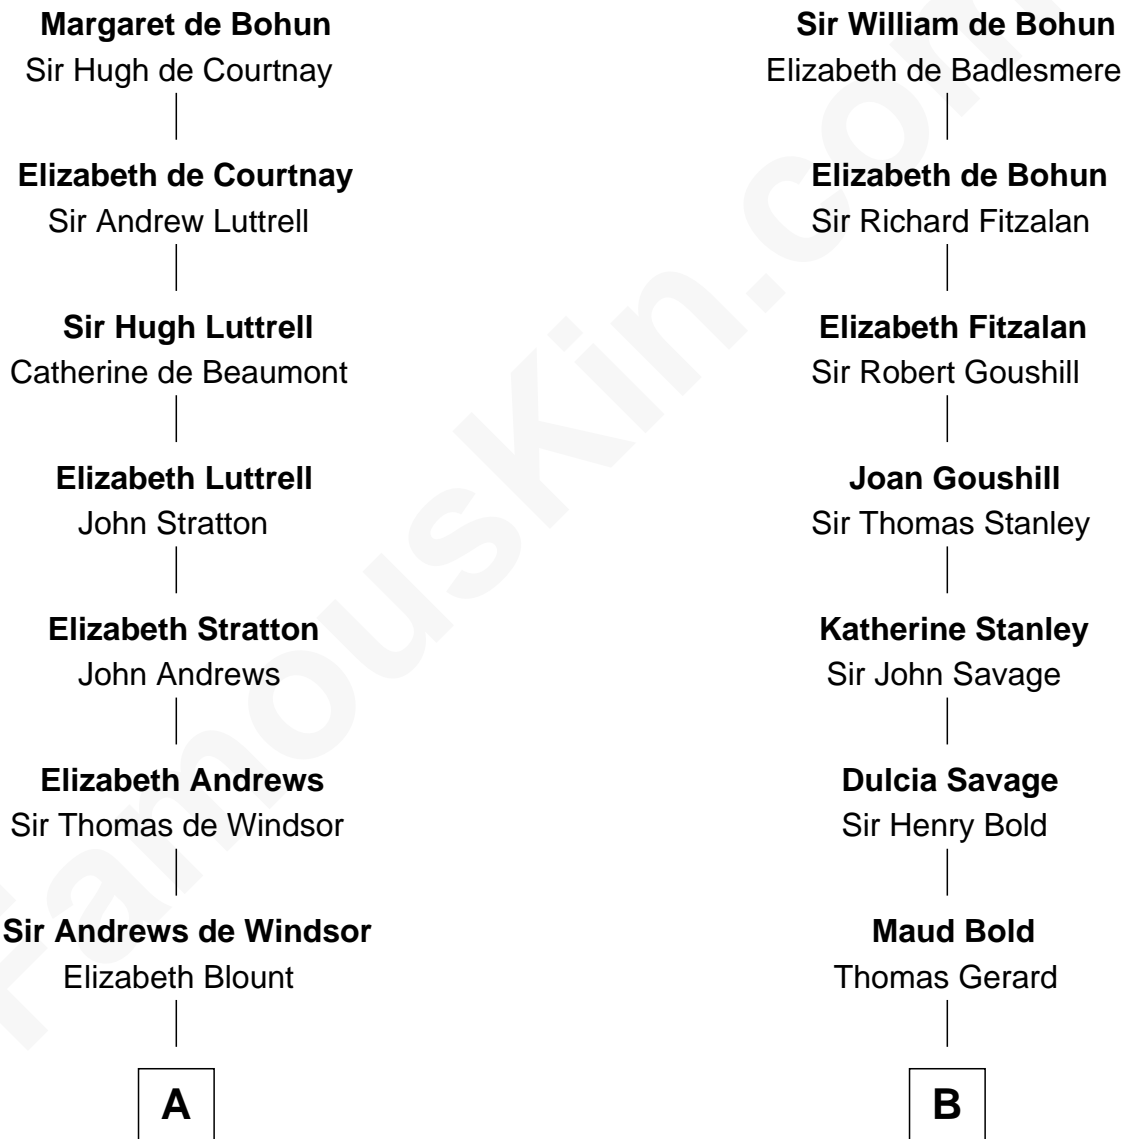 Margaret de Bohun
Sir Hugh de Courtnay
Elizabeth de Courtnay
Sir Andrew Luttrell
Sir Hugh Luttrell
Catherine de Beaumont
Elizabeth Luttrell
John Stratton
Elizabeth Stratton
John Andrews
Elizabeth Andrews
Sir Thomas de Windsor
Sir Andrews de Windsor
Elizabeth Blount
A
Sir William de Bohun
Elizabeth de Badlesmere
Elizabeth de Bohun
Sir Richard Fitzalan
Elizabeth Fitzalan
Sir Robert Goushill
Joan Goushill
Sir Thomas Stanley
Katherine Stanley
Sir John Savage
Dulcia Savage
Sir Henry Bold
Maud Bold
Thomas Gerard
B
FamousKin.com